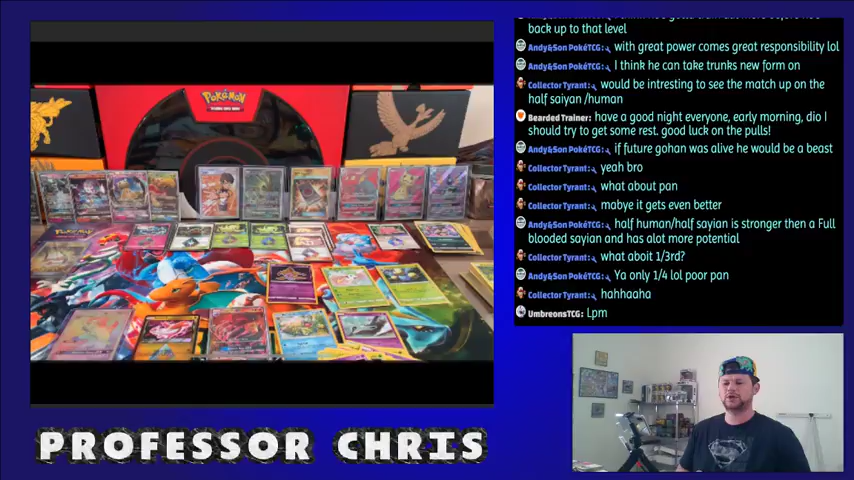 back up to that level
Andy&Son PokéTCG: with great power comes great responsibility lol
Andy&Son PokéTCG: I think he can take trunks new form on
Collector Tyrant: would be intresting to see the match up on the
half saiyan /human
Bearded Trainer: have a good night everyone, early morning, dio I
should try to get some rest. good luck on the pulls!
Andy&Son PokéTCG: if future gohan was alive he would be a beast
Collector Tyrant: yeah bro
Collector Tyrant: what about pan
Collector Tyrant: mabye it gets even better
Andy&Son PokéTCG: half human/half sayian is stronger then a Full
blooded sayian and has alot more potential
Collector Tyrant: what aboit 1/3rd?
Andy&Son PokéTCG: Ya only 1/4 lol poor pan
Collector Tyrant: hahhaaha
UmbreonsTCG: Lpm
POKÉMON
POKÉMON
PROFESSOR CHRIS